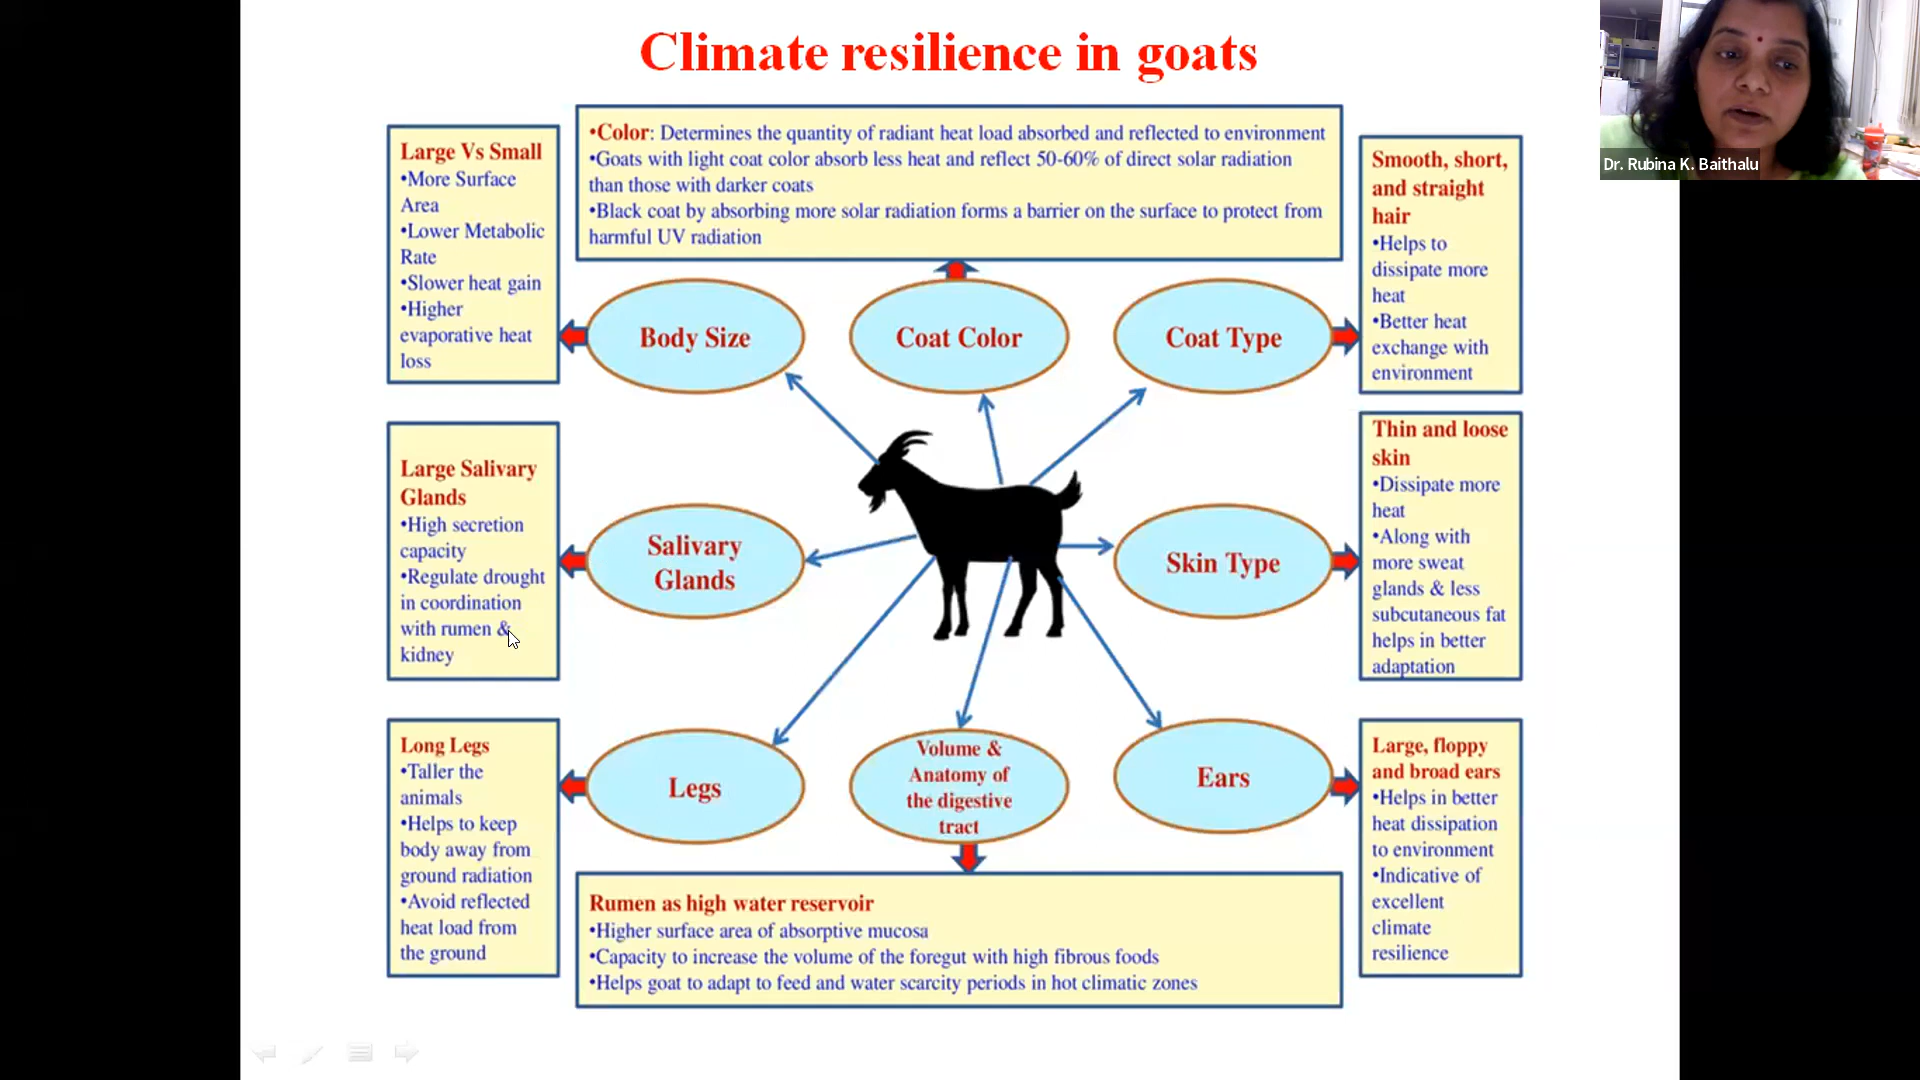 Climate resilience in goats
Dr. Rubina K. Baithalu
Large Vs Small
•More Surface
Area
•Lower Metabolic
Rate
•Slower heat gain
•Higher
evaporative heat
loss
•Color: Determines the quantity of radiant heat load absorbed and reflected to environment
•Goats with light coat color absorb less heat and reflect 50-60% of direct solar radiation
than those with darker coats
•Black coat by absorbing more solar radiation forms a barrier on the surface to protect from
harmful UV radiation
Smooth, short,
and straight
hair
•Helps to
dissipate more
heat
•Better heat
exchange with
environment
Body Size
Coat Color
Coat Type
Large Salivary
Glands
•High secretion
capacity
•Regulate drought
in coordination
with rumen &
kidney
Salivary
Glands
Skin Type
Thin and loose
skin
•Dissipate more
heat
•Along with
more sweat
glands & less
subcutaneous fat
helps in better
adaptation
Long Legs
•Taller the
animals
•Helps to keep
body away from
ground radiation
•Avoid reflected
heat load from
the ground
Legs
Volume &
Anatomy of
the digestive
tract
Ears
Large, floppy
and broad ears
•Helps in better
heat dissipation
to environment
•Indicative of
excellent
climate
resilience
Rumen as high water reservoir
•Higher surface area of absorptive mucosa
•Capacity to increase the volume of the foregut with high fibrous foods
•Helps goat to adapt to feed and water scarcity periods in hot climatic zones